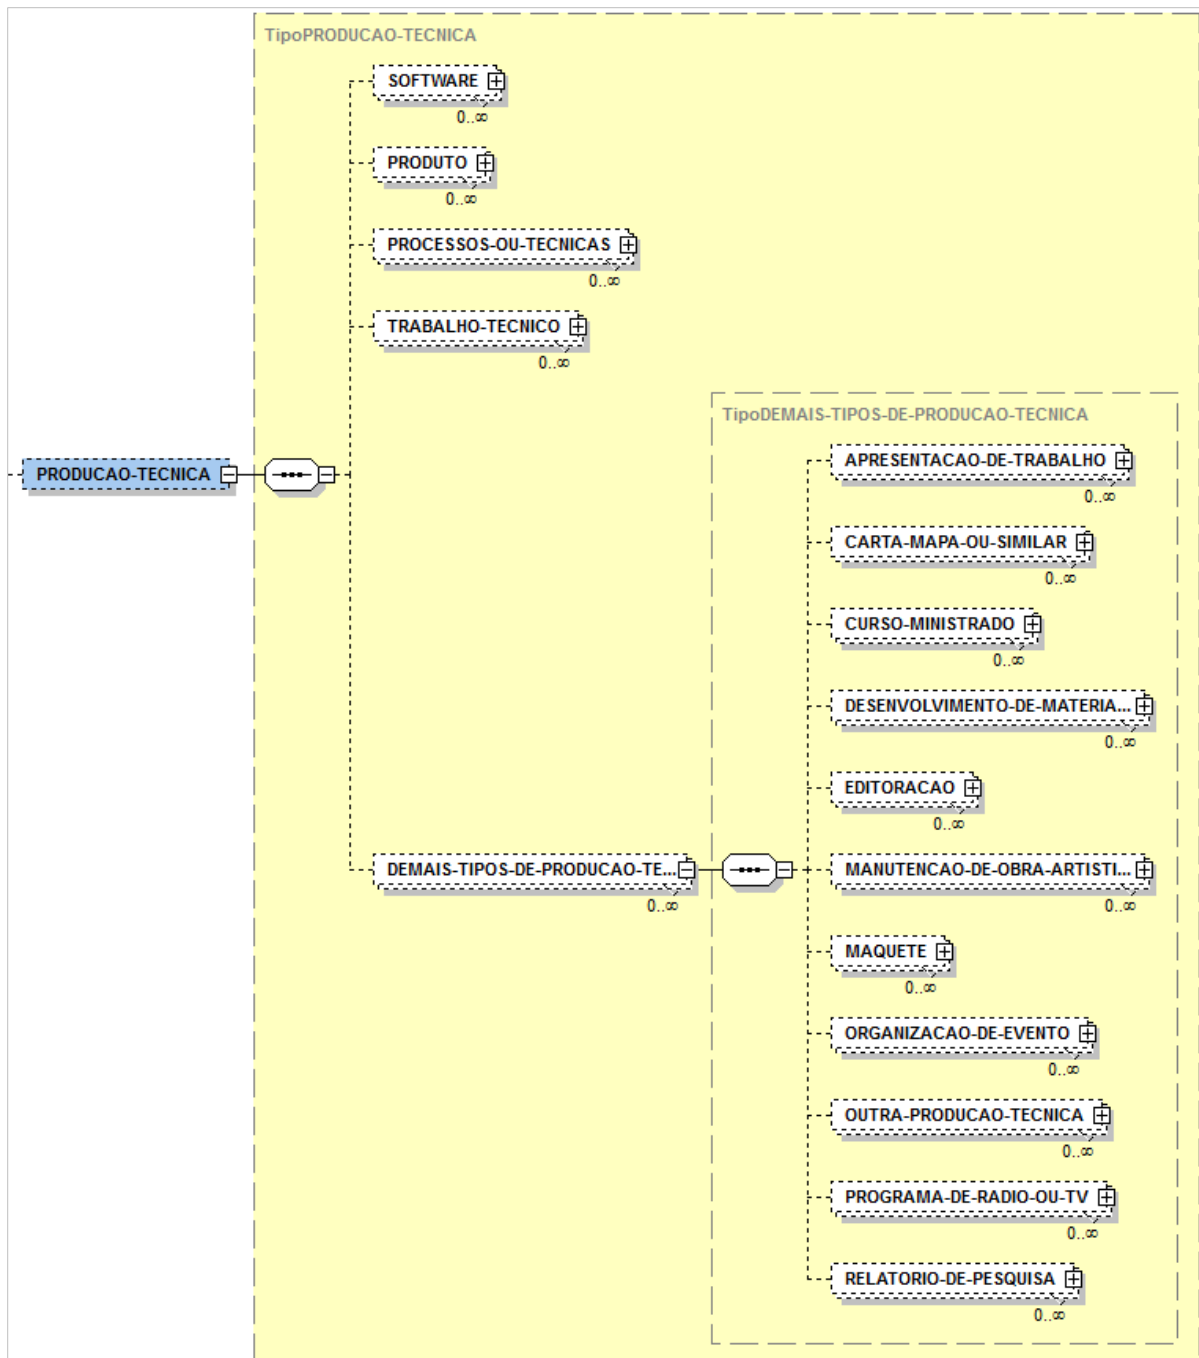 TipoPRODUCAO-TECNICA
SOFTWARE
0..∞
PRODUTO
0..∞
PROCESSOS-OU-TECNICAS
0..∞
TRABALHO-TECNICO
0..∞
TipoDEMAIS-TIPOS-DE-PRODUCAO-TECNICA
PRODUCAO-TECNICA
APRESENTACAO-DE-TRABALHO
0..∞
CARTA-MAPA-OU-SIMILAR
0..∞
CURSO-MINISTRADO
0..∞
DESENVOLVIMENTO-DE-MATERIA...
0..∞
EDITORACAO
0..∞
DEMAIS-TIPOS-DE-PRODUCAO-TE...
0..∞
MANUTENCAO-DE-OBRA-ARTISTI...
0..∞
MAQUETE
0..∞
ORGANIZACAO-DE-EVENTO
0..∞
OUTRA-PRODUCAO-TECNICA
0..∞
PROGRAMA-DE-RADIO-OU-TV
0..∞
RELATORIO-DE-PESQUISA
0..∞